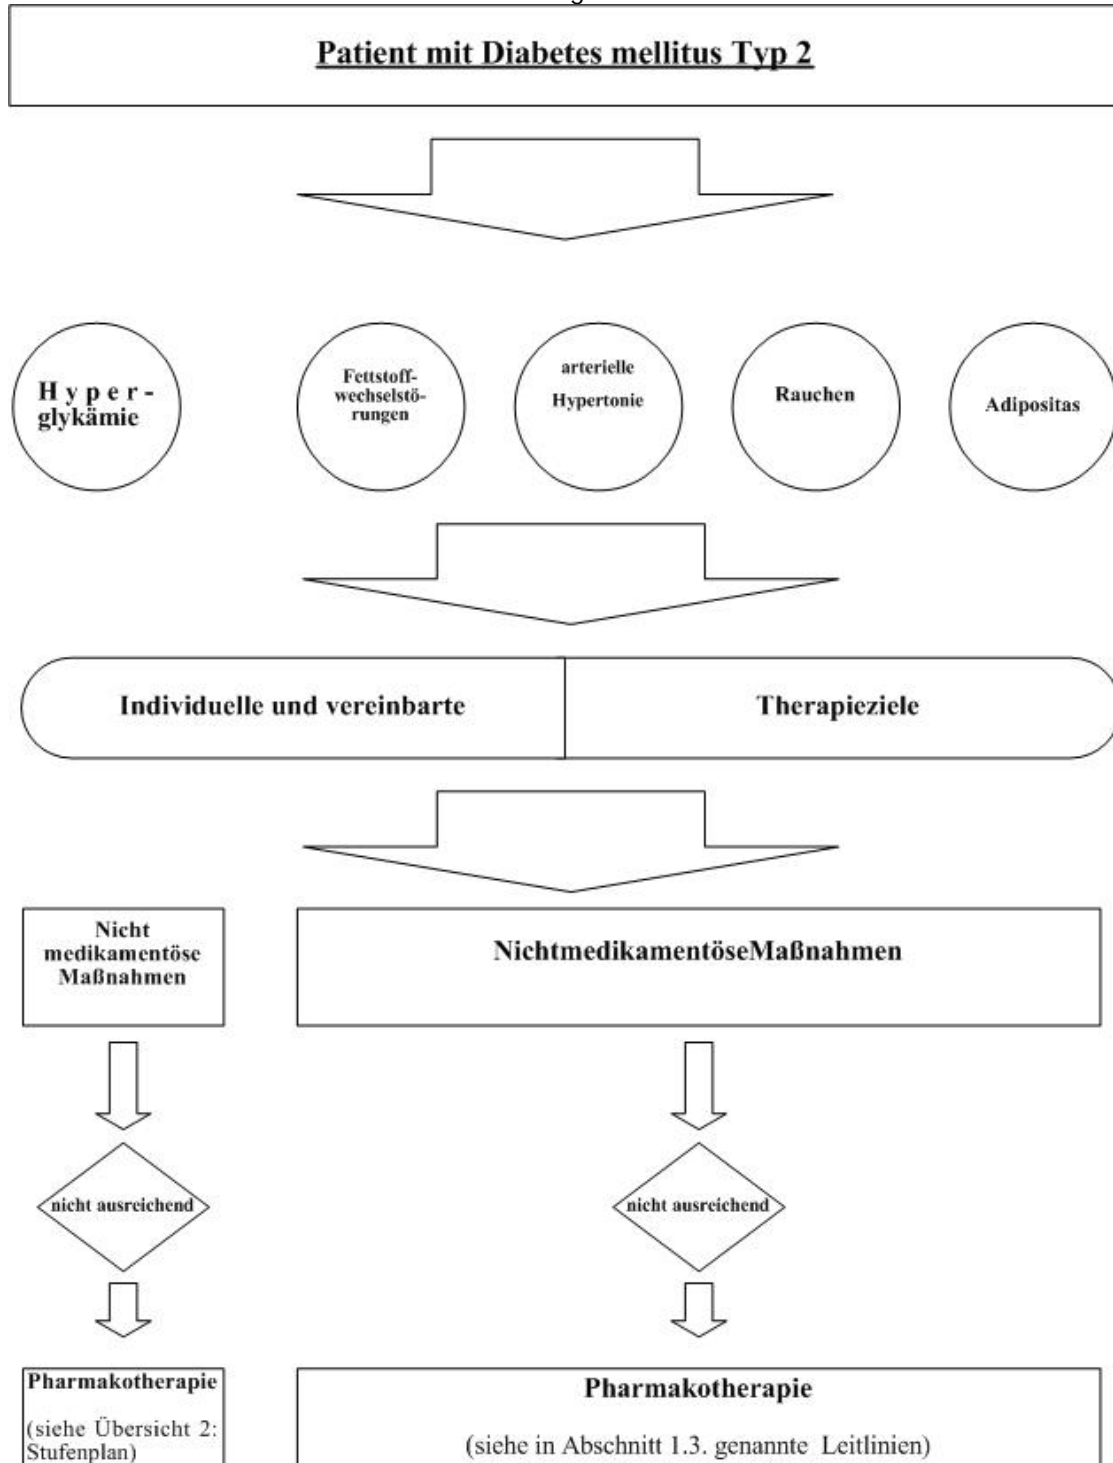 Patient mit Diabetes mellitus Typ 2
Hyper-
glykämie
Fettstoff-
wechselstö-
rungen
arterielle
Hypertonie
Rauchen
Adipositas
Individuelle und vereinbarte
Therapieziele
Nicht
medikamentöse
Maßnahmen
NichtmedikamentöseMaßnahmen
nicht ausreichend
nicht ausreichend
Pharmakotherapie
(siehe Übersicht 2:
Stufenplan)
Pharmakotherapie
(siehe in Abschnitt 1.3. genannte Leitlinien)